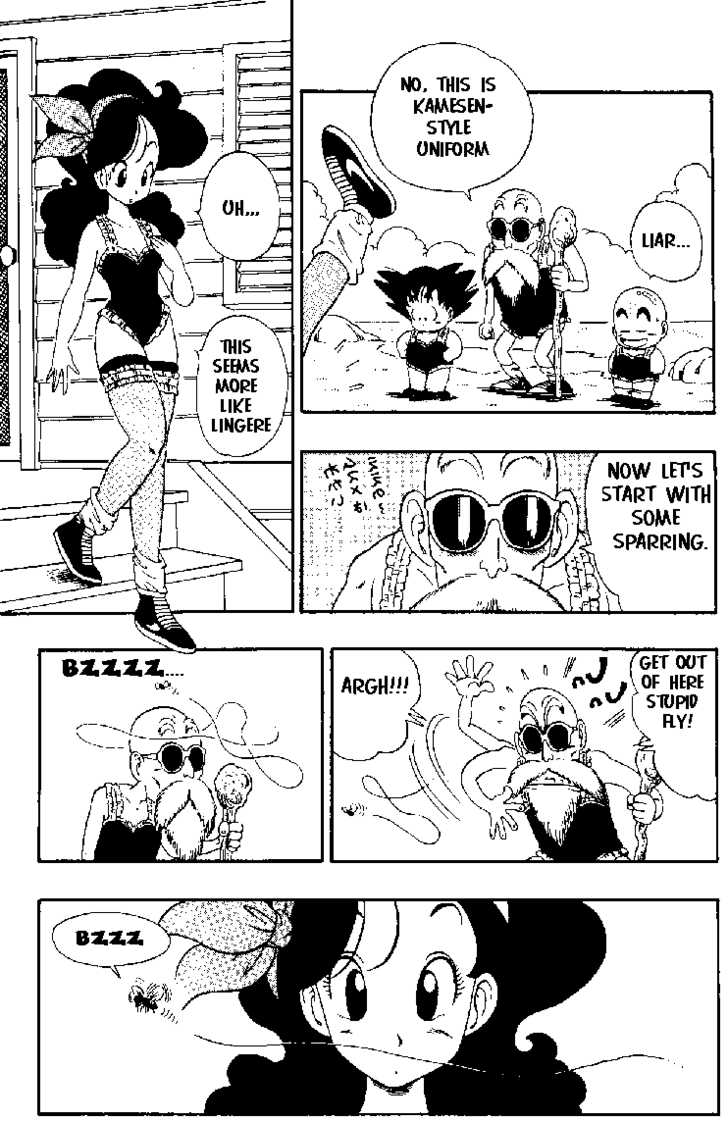 UH...
THIS
SEEMS
MORE
LIKE
LINGERE
NO, THIS IS
KAMESEN-
STYLE
UNIFORM
LIAR...
NOW LET'S
START WITH
SOME
SPARRING.
BZZZZ....
ARGH!!!
GET OUT
OF HERE
STUPID
FLY!
BZZZ